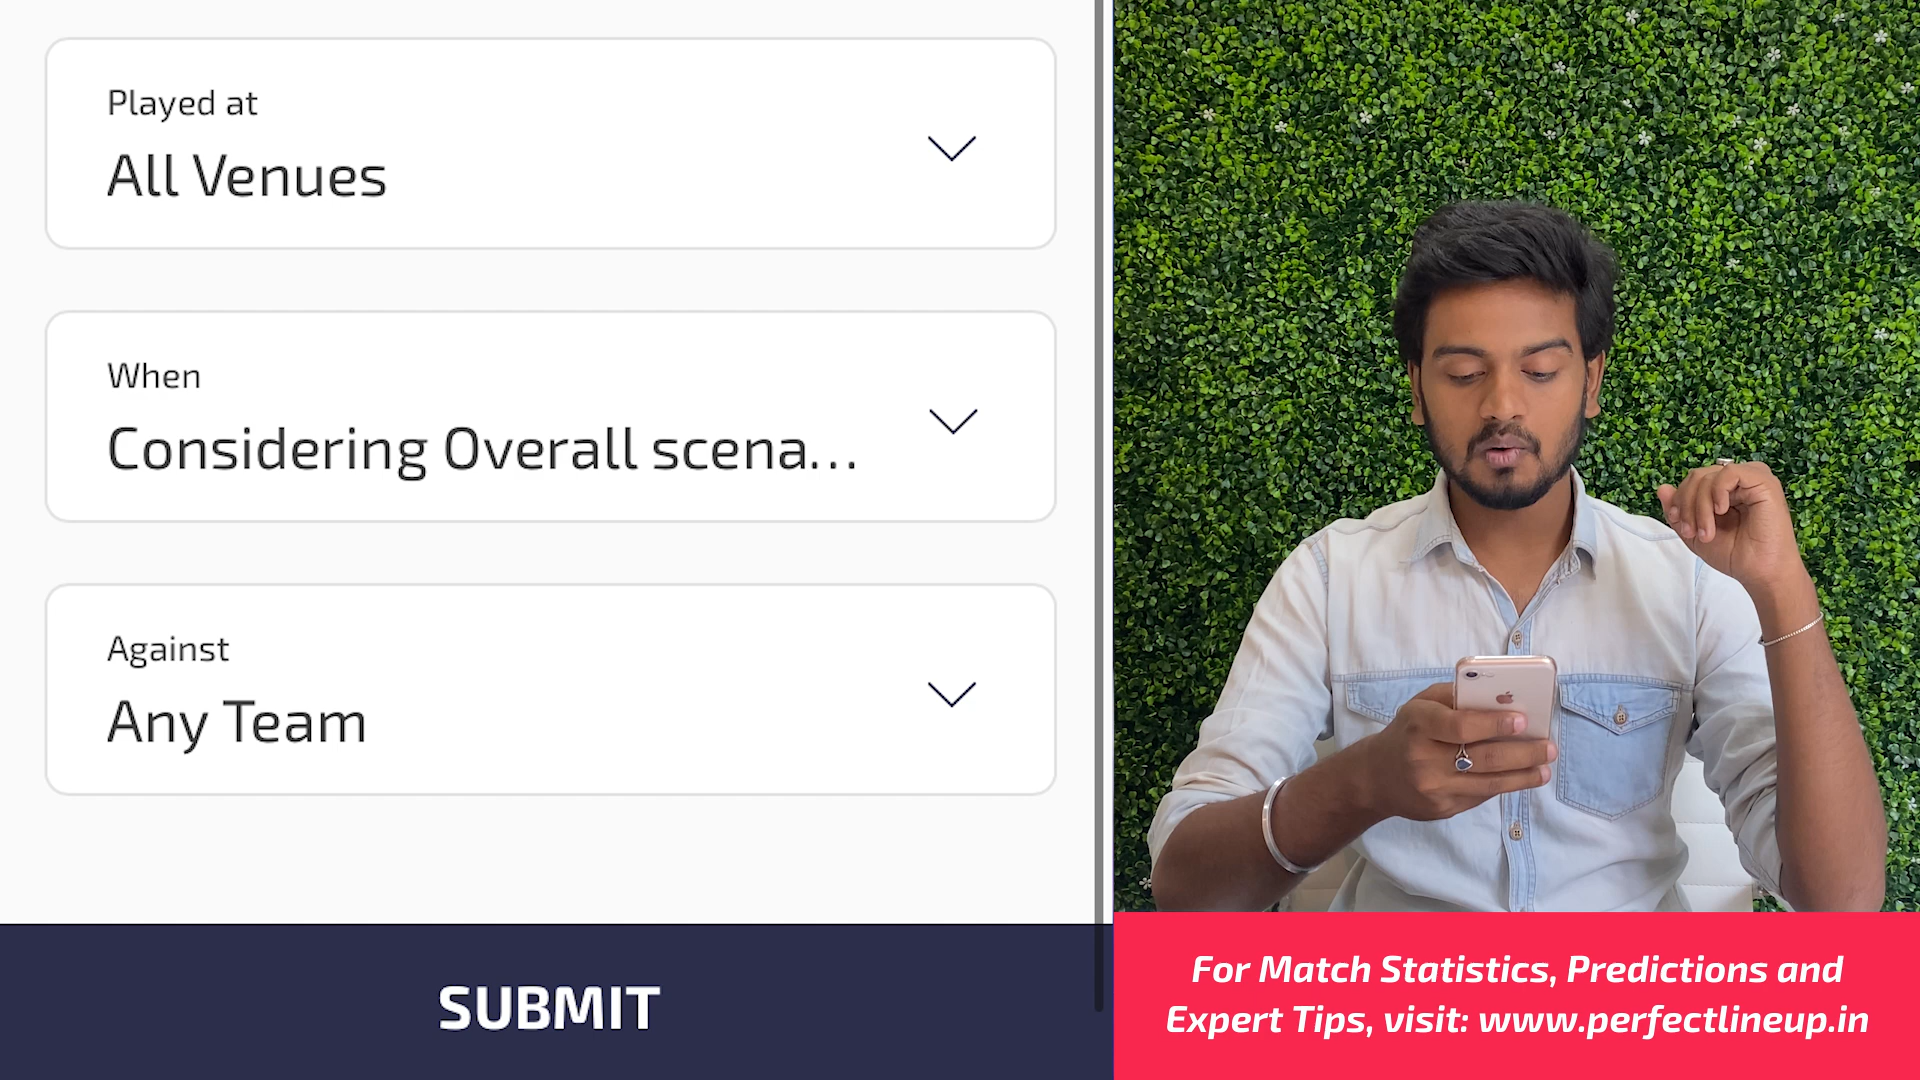 Played at
All Venues
When
Considering Overall scena...
Against
Any Team
SUBMIT
For Match Statistics, Predictions and
Expert Tips, visit: www.perfectlineup.in